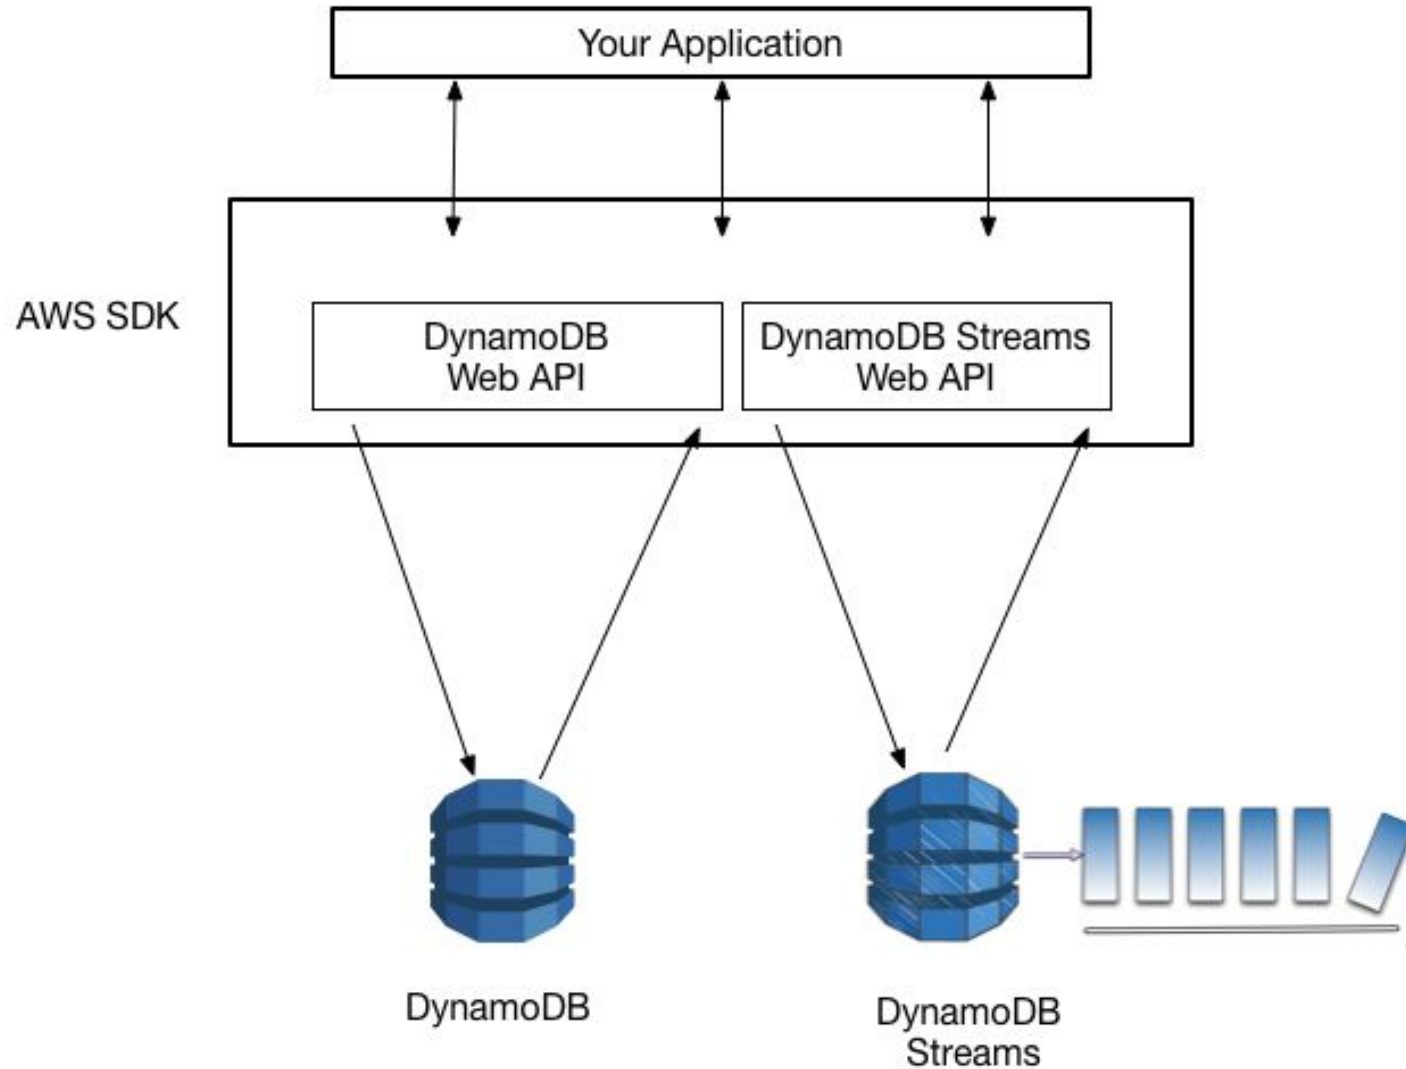 Your Application
AWS SDK
DynamoDB
Web API
DynamoDB Streams
Web API
DynamoDB
DynamoDB
Streams